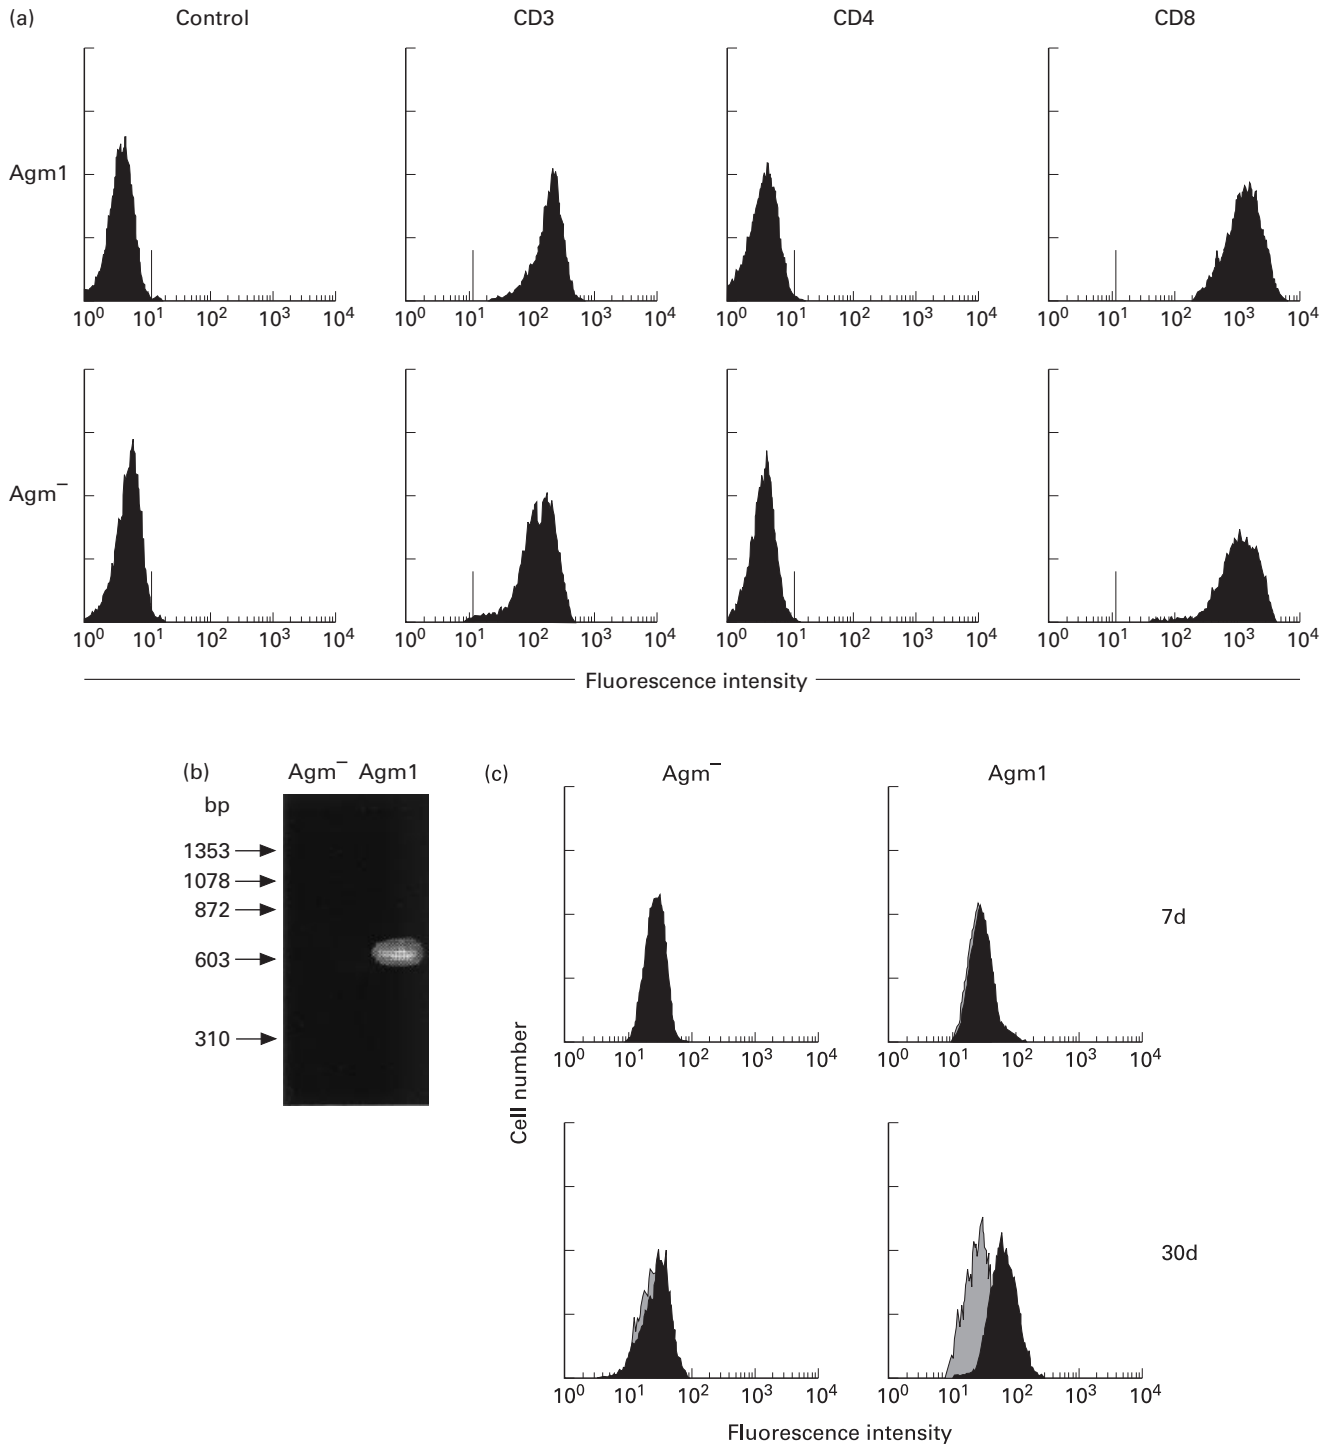 (a) Control CD3 CD4 CD8
Agm1
10⁰ 10¹ 10² 10³ 10⁴ 10⁰ 10¹ 10² 10³ 10⁴ 10⁰ 10¹ 10² 10³ 10⁴ 10⁰ 10¹ 10² 10³ 10⁴
Agm⁻
10⁰ 10¹ 10² 10³ 10⁴ 10⁰ 10¹ 10² 10³ 10⁴ 10⁰ 10¹ 10² 10³ 10⁴ 10⁰ 10¹ 10² 10³ 10⁴
Fluorescence intensity
(b) Agm⁻ Agm1
bp
1353
1078
872
603
310
(c) Agm⁻ Agm1
7d
10⁰ 10¹ 10² 10³ 10⁴ 10⁰ 10¹ 10² 10³ 10⁴
Cell number
30d
10⁰ 10¹ 10² 10³ 10⁴ 10⁰ 10¹ 10² 10³ 10⁴
Fluorescence intensity